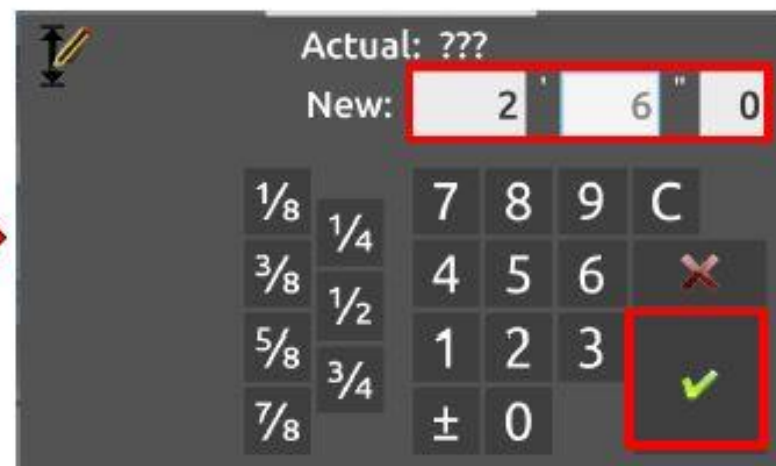 Actual: ???
New: 2 ' 6 " 0
⅛ ¼ 7 8 9 C
⅜ ½ 4 5 6
⅝ ¾ 1 2 3
⅞ ± 0